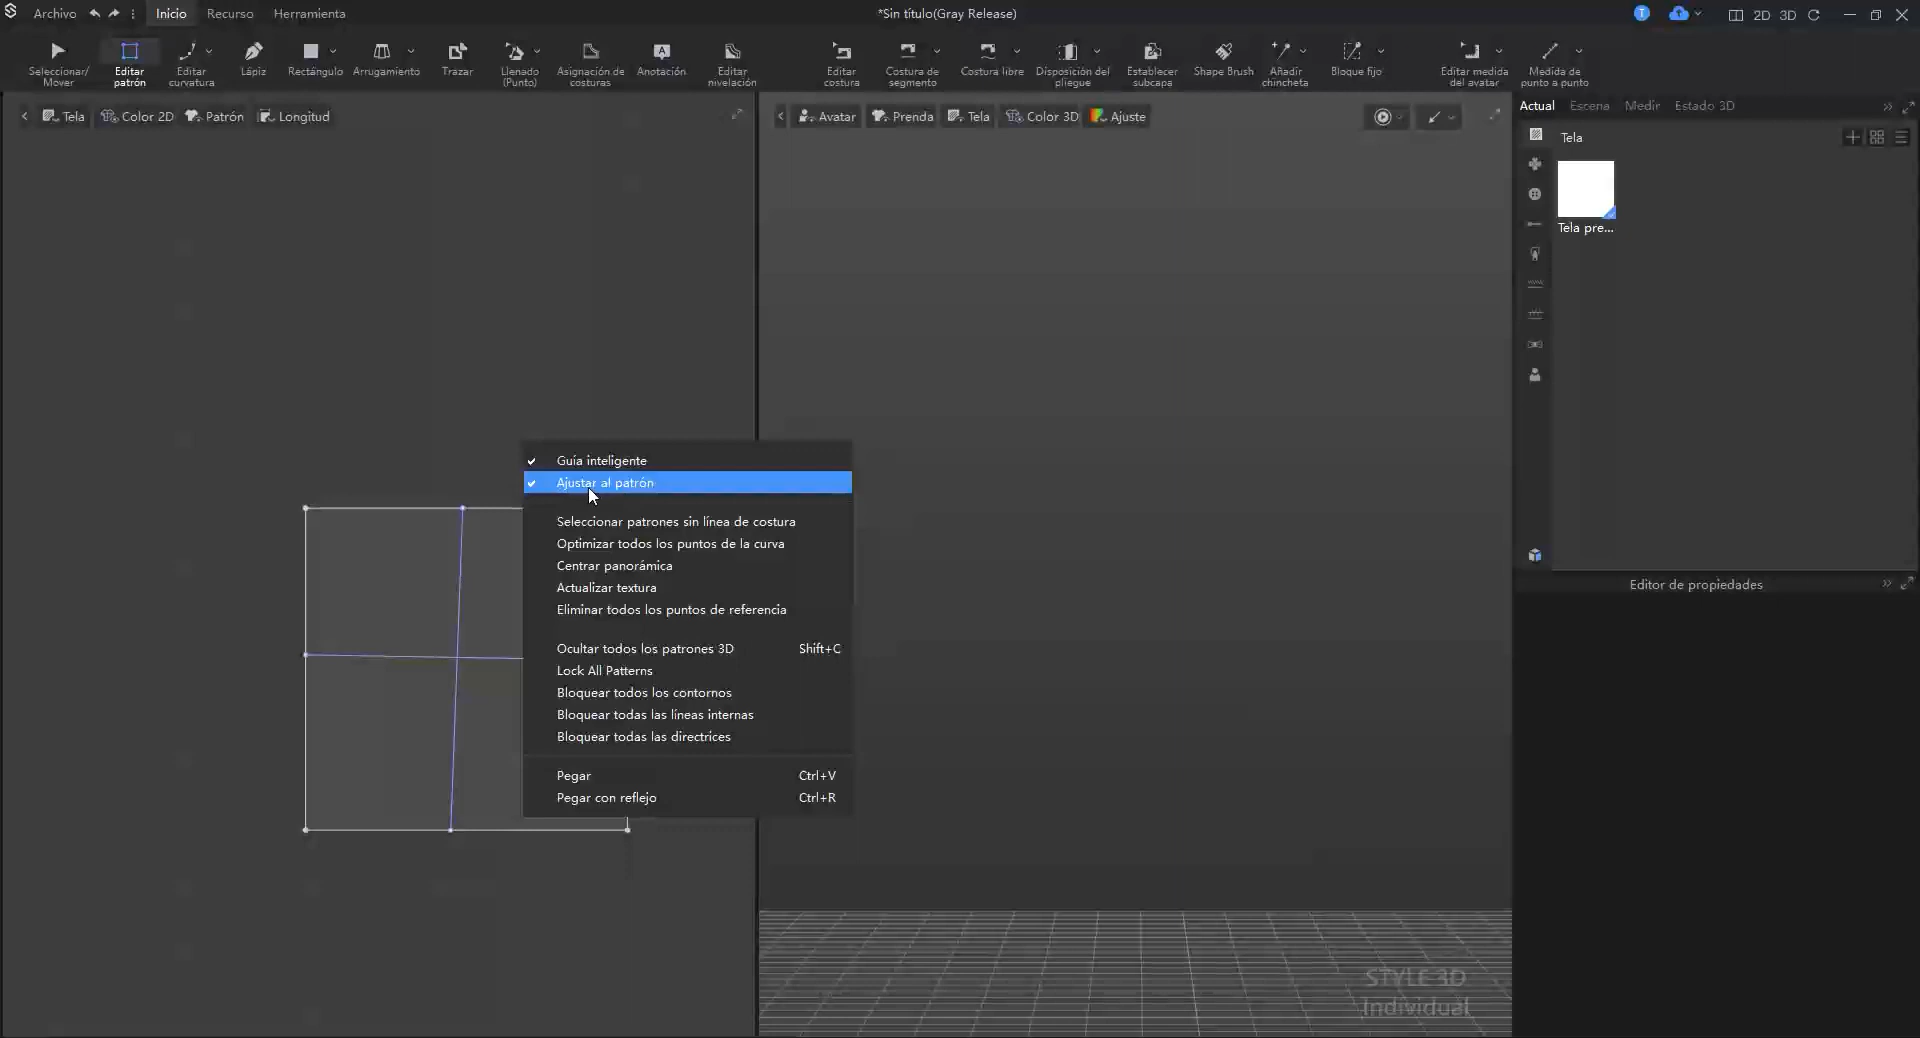 Archivo Inicio Recurso Herramienta *Sin título(Gray Release) T 2D 3D
Seleccionar/ Mover
Editar patrón
Editar curvatura
Lápiz
Rectángulo
Arrugamiento
Trazar
Llenado (Punto)
Asignación de costuras
Anotación
Editar nivelación
Editar costura
Costura de segmento
Costura libre
Disposición del pliegue
Establecer subcapa
Shape Brush
Añadir chincheta
Bloque fijo
Editar medida del avatar
Medida de punto a punto
Tela Color 2D Patrón Longitud
Avatar Prenda Tela Color 3D Ajuste
Actual Escena Medir Estado 3D
Tela
Tela pre...
Editor de propiedades
Guía inteligente
Ajustar al patrón
Seleccionar patrones sin línea de costura
Optimizar todos los puntos de la curva
Centrar panorámica
Actualizar textura
Eliminar todos los puntos de referencia
Ocultar todos los patrones 3D Shift+C
Lock All Patterns
Bloquear todos los contornos
Bloquear todas las líneas internas
Bloquear todas las directrices
Pegar Ctrl+V
Pegar con reflejo Ctrl+R
STYLE 3D
Individual